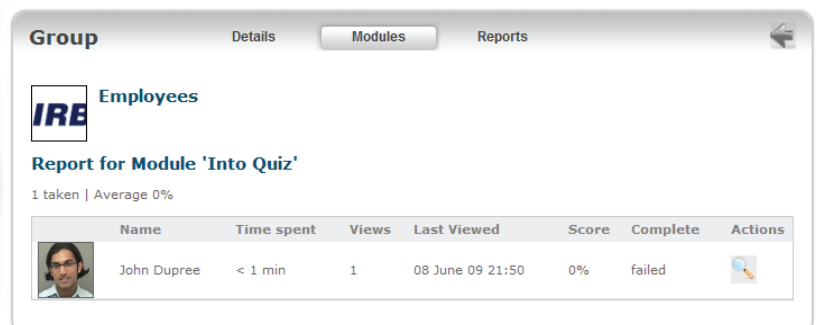 Group Details Modules Reports
IRB Employees
Report for Module 'Into Quiz'
1 taken | Average 0%
Name Time spent Views Last Viewed Score Complete Actions
John Dupree < 1 min 1 08 June 09 21:50 0% failed